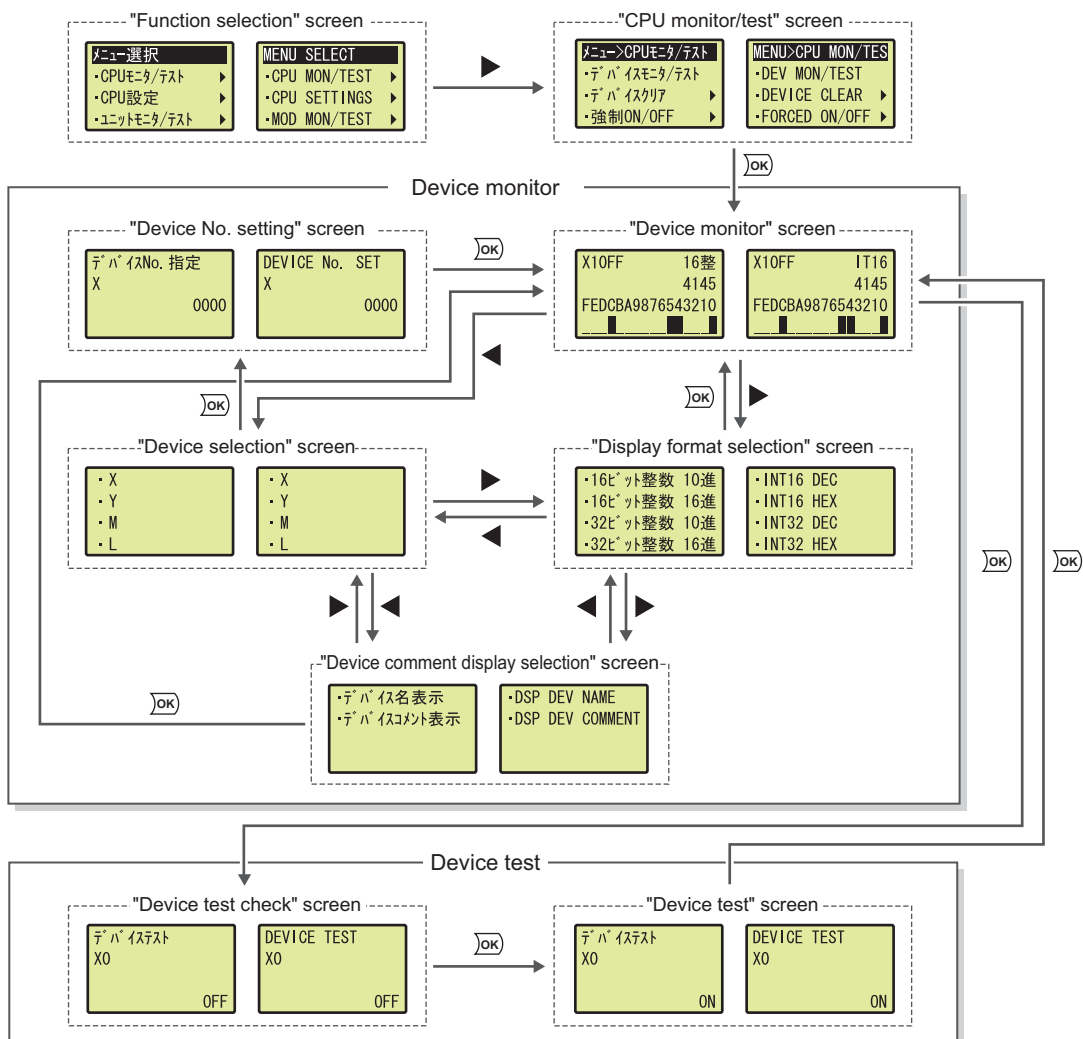 "Function selection" screen
メニュー選択
・CPUモニタ/テスト ▶
・CPU設定 ▶
・ユニットモニタ/テスト ▶
MENU SELECT
・CPU MON/TEST ▶
・CPU SETTINGS ▶
・MOD MON/TEST ▶
▶
"CPU monitor/test" screen
メニュー>CPUモニタ/テスト
・デバイスモニタ/テスト
・デバイスクリア ▶
・強制ON/OFF ▶
MENU>CPU MON/TES
・DEV MON/TEST
・DEVICE CLEAR ▶
・FORCED ON/OFF ▶
OK
Device monitor
"Device No. setting" screen
デバイスNo.指定
X
0000
DEVICE No. SET
X
0000
OK
"Device monitor" screen
X10FF 16整
4145
FEDCBA9876543210
X10FF IT16
4145
FEDCBA9876543210
◀
OK
OK ▶
"Device selection" screen
・X
・Y
・M
・L
・X
・Y
・M
・L
▶
◀
"Display format selection" screen
・16ビット整数 10進
・16ビット整数 16進
・32ビット整数 10進
・32ビット整数 16進
・INT16 DEC
・INT16 HEX
・INT32 DEC
・INT32 HEX
OK
OK
▶ ◀
◀ ▶
"Device comment display selection" screen
・デバイス名表示
・デバイスコメント表示
・DSP DEV NAME
・DSP DEV COMMENT
OK
Device test
"Device test check" screen
デバイステスト
X0
OFF
DEVICE TEST
X0
OFF
OK
"Device test" screen
デバイステスト
X0
ON
DEVICE TEST
X0
ON